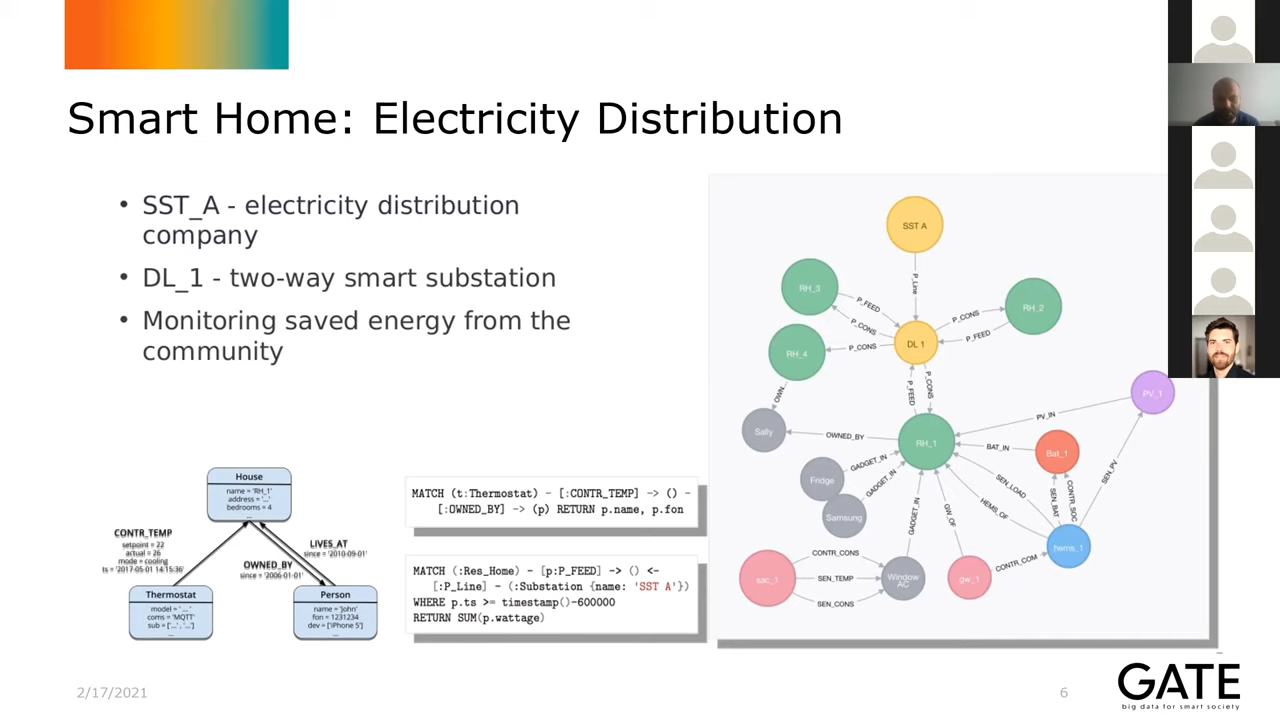 Smart Home: Electricity Distribution
• SST_A - electricity distribution
company
• DL_1 - two-way smart substation
• Monitoring saved energy from the
community
House
name = 'RH_1'
address = '...'
bedrooms = 4
...
CONTR_TEMP
setpoint = 22
actual = 26
mode = cooling
ts = '2017-05-01 14:15:36'
LIVES_AT
since = '2010-09-01'
OWNED_BY
since = '2006-01-01'
Thermostat
model = '...'
coms = 'MQTT'
sub = ['...', '...']
...
Person
name = 'John'
fon = 1231234
dev = ['iPhone 5']
...
MATCH (t:Thermostat) - [:CONTR_TEMP] -> () -
[:OWNED_BY] -> (p) RETURN p.name, p.fon
MATCH (:Res_Home) - [p:P_FEED] -> () <-
[:P_Line] - (:Substation {name: 'SST A'})
WHERE p.ts >= timestamp()-600000
RETURN SUM(p.wattage)
SST A
P_Line
RH_3
P_FEED
P_CONS
RH_2
P_CONS
P_FEED
DL 1
RH_4
P_CONS
P_FEED
P_CONS
OWN...
PV_1
PV_IN
Sally
OWNED_BY
RH_1
BAT_IN
Bat_1
SEN_PV
Fridge
GADGET_IN
GADGET_IN
SEN_LOAD
SEN_BAT
CONTR_SOC
Samsung
GADGET_IN
GW_OF
HEMS_OF
hems_1
CONTR_CONS
CONTR_COM
sac_1
SEN_TEMP
Window
AC
gw_1
SEN_CONS
2/17/2021
6
GATE
big data for smart society